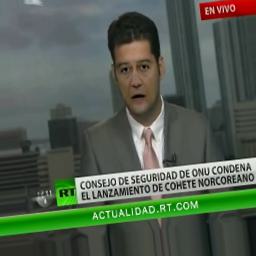 EN VIVO
RT
CONSEJO DE SEGURIDAD DE ONU CONDENA
EL LANZAMIENTO DE COHETE NORCOREANO
ACTUALIDAD.RT.COM